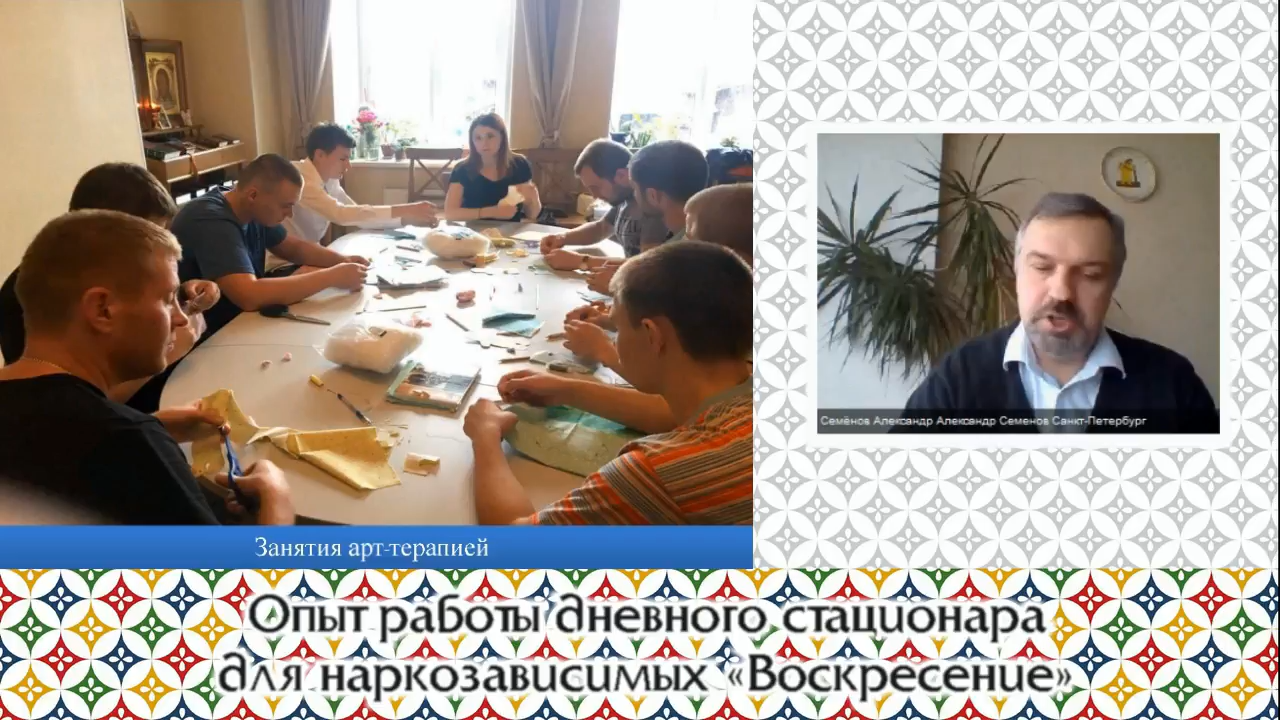 Занятия арт-терапией
Семёнов Александр Александр Семенов Санкт-Петербург
Опыт работы дневного стационара
для наркозависимых «Воскресение»